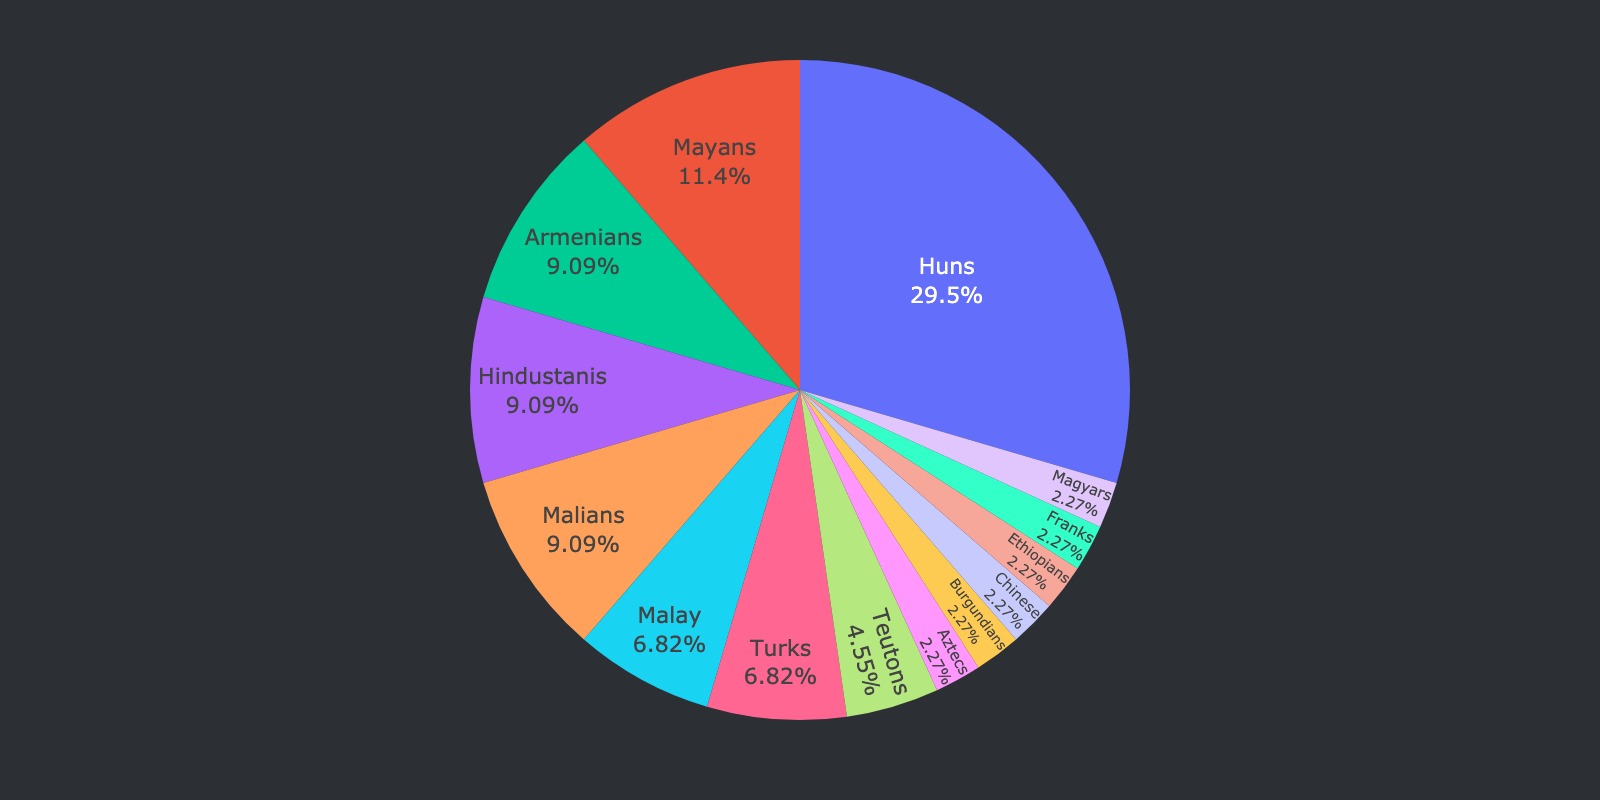 Mayans
11.4%
Huns
29.5%
Armenians
9.09%
Hindustanis
9.09%
Malians
9.09%
Malay
6.82%
Turks
6.82%
Teutons
4.55%
Aztecs
2.27%
Burgundians
2.27%
Chinese
2.27%
Ethiopians
2.27%
Franks
2.27%
Magyars
2.27%